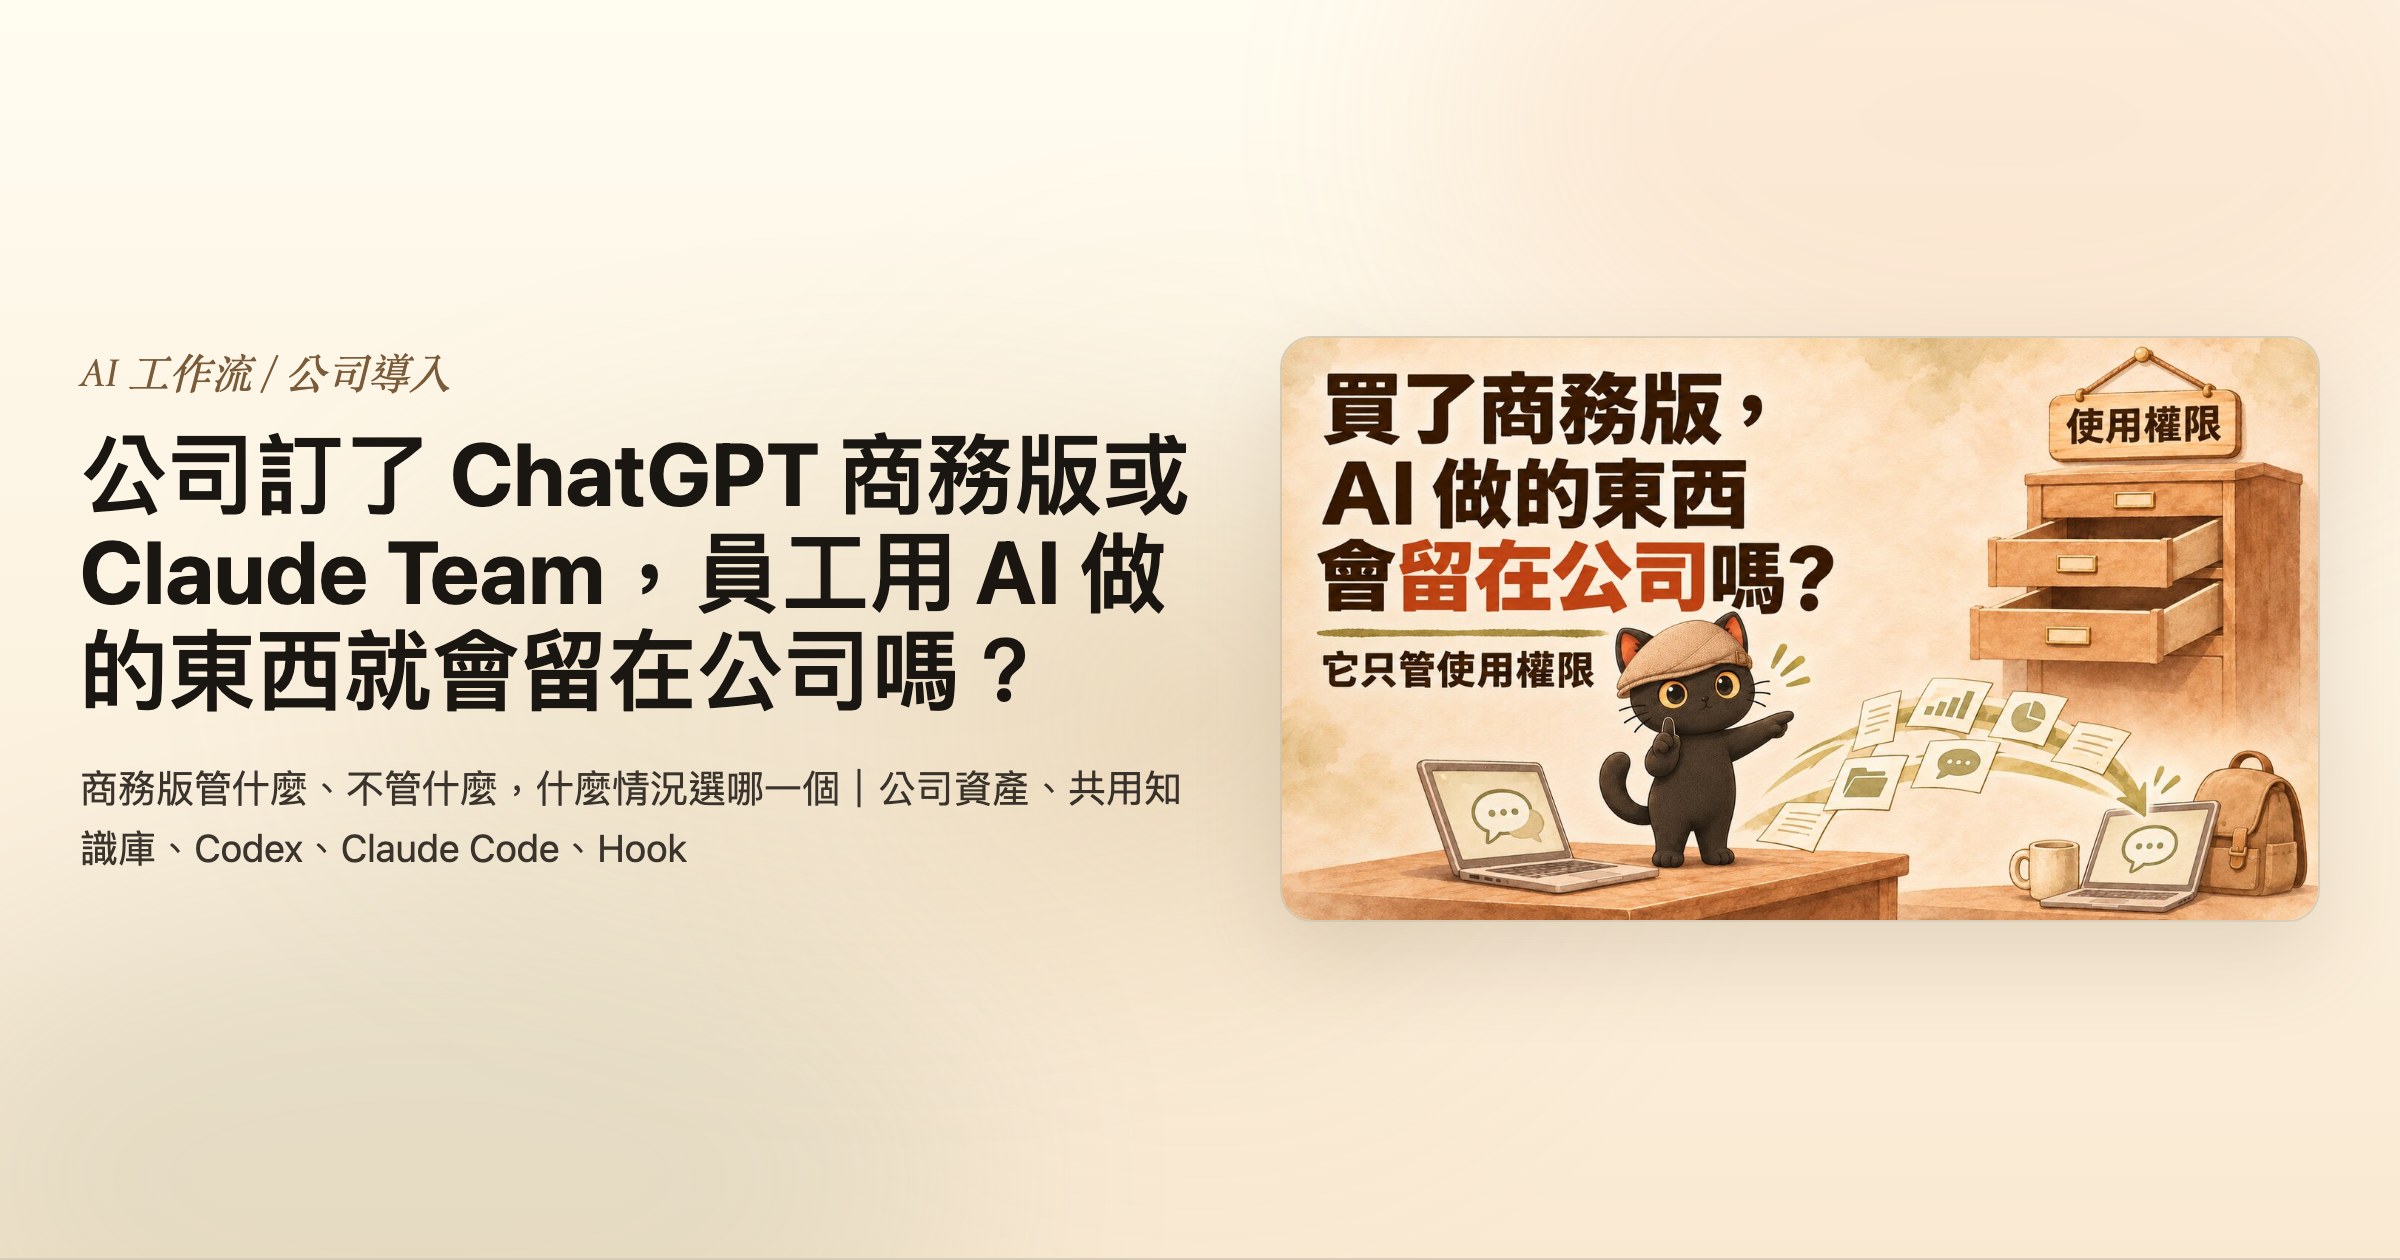 AI 工作流 / 公司導入
公司訂了 ChatGPT 商務版或
Claude Team，員工用 AI 做
的東西就會留在公司嗎？
商務版管什麼、不管什麼，什麼情況選哪一個｜公司資產、共用知
識庫、Codex、Claude Code、Hook
買了商務版，
AI 做的東西
會留在公司嗎?
它只管使用權限
使用權限